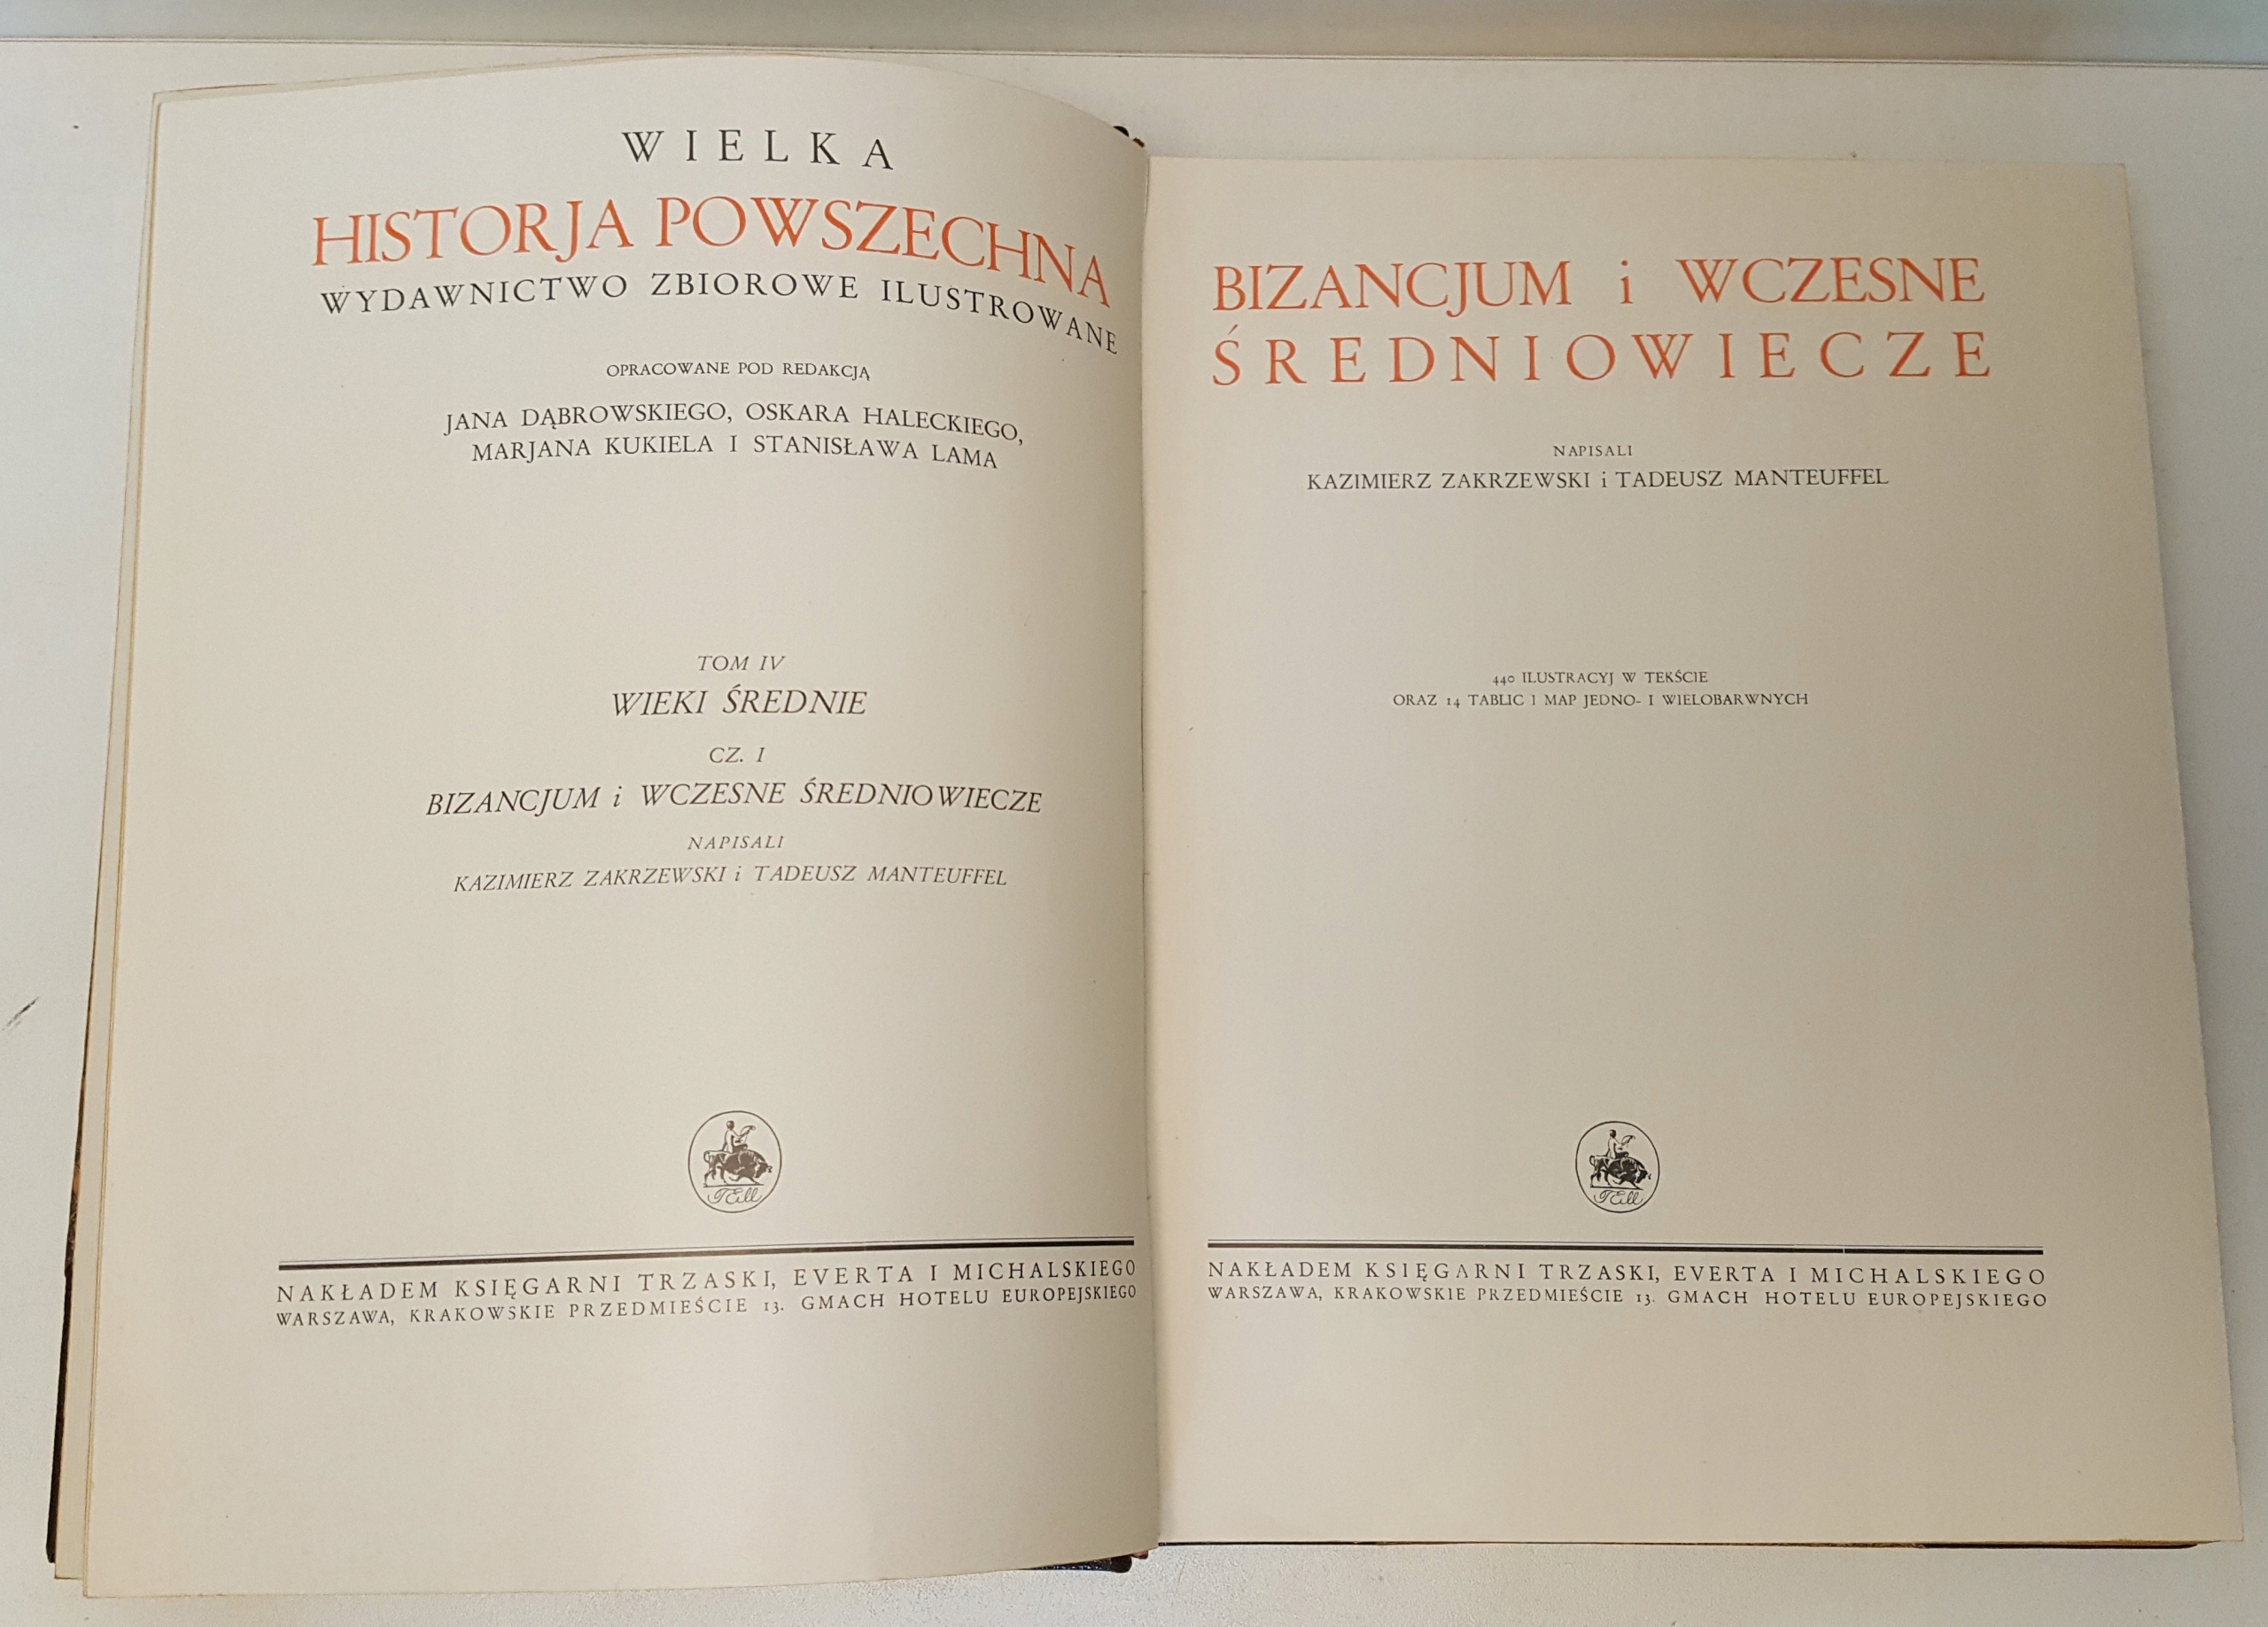 WIELKA
HISTORJA POWSZECHNA
WYDAWNICTWO ZBIOROWE ILUSTROWANE
OPRACOWANE POD REDAKCJĄ
JANA DĄBROWSKIEGO, OSKARA HALECKIEGO,
MARJANA KUKIELA I STANISŁAWA LAMA
TOM IV
WIEKI ŚREDNIE
CZ. I
BIZANCJUM i WCZESNE ŚREDNIOWIECZE
NAPISALI
KAZIMIERZ ZAKRZEWSKI i TADEUSZ MANTEUFFEL
NAKŁADEM KSIĘGARNI TRZASKI, EVERTA I MICHALSKIEGO
WARSZAWA, KRAKOWSKIE PRZEDMIEŚCIE 13. GMACH HOTELU EUROPEJSKIEGO
BIZANCJUM i WCZESNE
ŚREDNIOWIECZE
NAPISALI
KAZIMIERZ ZAKRZEWSKI i TADEUSZ MANTEUFFEL
440 ILUSTRACYJ W TEKŚCIE
ORAZ 14 TABLIC I MAP JEDNO- I WIELOBARWNYCH
NAKŁADEM KSIĘGARNI TRZASKI, EVERTA I MICHALSKIEGO
WARSZAWA, KRAKOWSKIE PRZEDMIEŚCIE 13. GMACH HOTELU EUROPEJSKIEGO